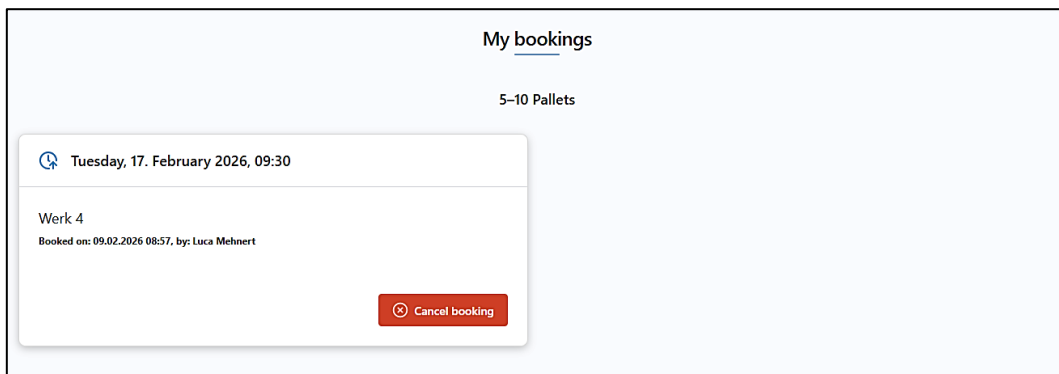 My bookings
5–10 Pallets
Tuesday, 17. February 2026, 09:30
Werk 4
Booked on: 09.02.2026 08:57, by: Luca Mehnert
Cancel booking